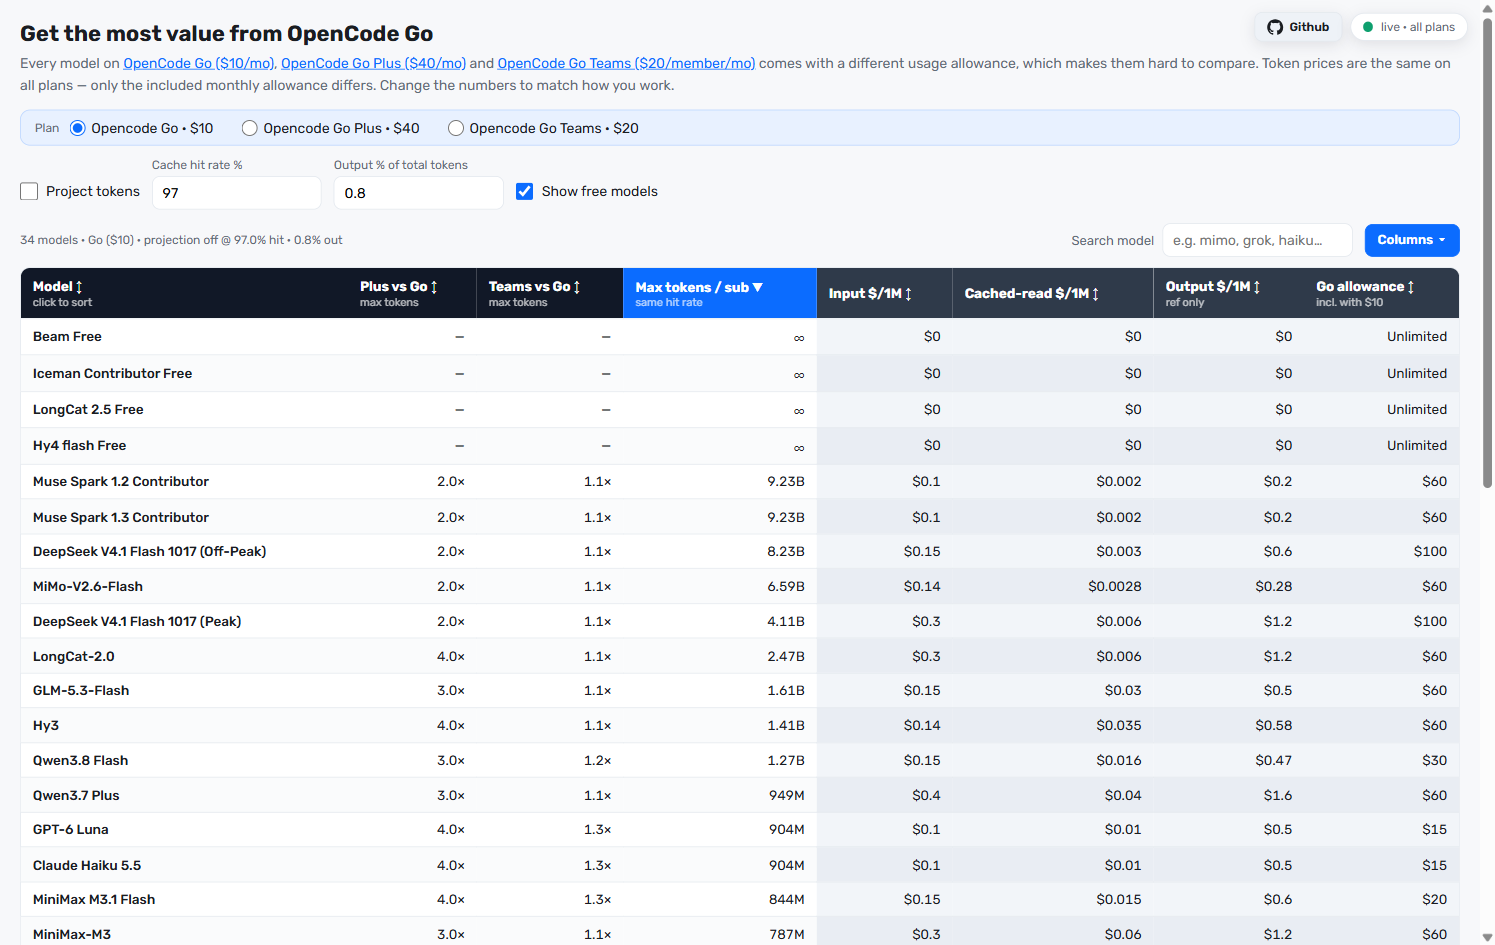 Get the most value from OpenCode Go
Github
live • all plans
Every model on OpenCode Go ($10/mo), OpenCode Go Plus ($40/mo) and OpenCode Go Teams ($20/member/mo) comes with a different usage allowance, which makes them hard to compare. Token prices are the same on
all plans — only the included monthly allowance differs. Change the numbers to match how you work.
Plan Opencode Go • $10 Opencode Go Plus • $40 Opencode Go Teams • $20
Cache hit rate % Output % of total tokens
Project tokens 97 0.8 Show free models
34 models • Go ($10) • projection off @ 97.0% hit • 0.8% out Search model e.g. mimo, grok, haiku... Columns
Model ↕ Plus vs Go ↕ Teams vs Go ↕ Max tokens / sub ▼ Input $/1M ↕ Cached-read $/1M ↕ Output $/1M ↕ Go allowance ↕
click to sort max tokens max tokens same hit rate ref only incl. with $10
Beam Free — — ∞ $0 $0 $0 Unlimited
Iceman Contributor Free — — ∞ $0 $0 $0 Unlimited
LongCat 2.5 Free — — ∞ $0 $0 $0 Unlimited
Hy4 flash Free — — ∞ $0 $0 $0 Unlimited
Muse Spark 1.2 Contributor 2.0× 1.1× 9.23B $0.1 $0.002 $0.2 $60
Muse Spark 1.3 Contributor 2.0× 1.1× 9.23B $0.1 $0.002 $0.2 $60
DeepSeek V4.1 Flash 1017 (Off-Peak) 2.0× 1.1× 8.23B $0.15 $0.003 $0.6 $100
MiMo-V2.6-Flash 2.0× 1.1× 6.59B $0.14 $0.0028 $0.28 $60
DeepSeek V4.1 Flash 1017 (Peak) 2.0× 1.1× 4.11B $0.3 $0.006 $1.2 $100
LongCat-2.0 4.0× 1.1× 2.47B $0.3 $0.006 $1.2 $60
GLM-5.3-Flash 3.0× 1.1× 1.61B $0.15 $0.03 $0.5 $60
Hy3 4.0× 1.1× 1.41B $0.14 $0.035 $0.58 $60
Qwen3.8 Flash 3.0× 1.2× 1.27B $0.15 $0.016 $0.47 $30
Qwen3.7 Plus 3.0× 1.1× 949M $0.4 $0.04 $1.6 $60
GPT-6 Luna 4.0× 1.3× 904M $0.1 $0.01 $0.5 $15
Claude Haiku 5.5 4.0× 1.3× 904M $0.1 $0.01 $0.5 $15
MiniMax M3.1 Flash 4.0× 1.3× 844M $0.15 $0.015 $0.6 $20
MiniMax-M3 3.0× 1.1× 787M $0.3 $0.06 $1.2 $60